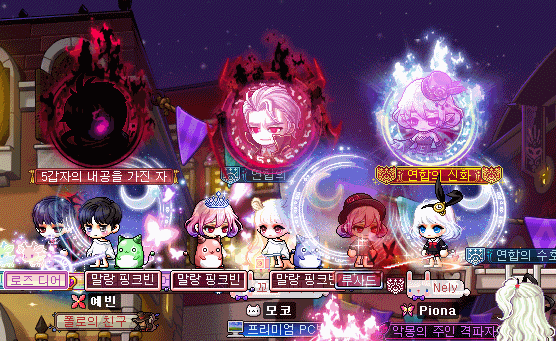 5갑자의 내공을 가진 자
연합의
연합의 신화
연합의 수호
로즈 디어
말랑 핑크빈
말랑 핑크빈
꼬
말랑 핑크빈
루시드
Nely
예빈
모코
Piona
쫄로의 친구
프리미엄 PC
악몽의 주인 격파자